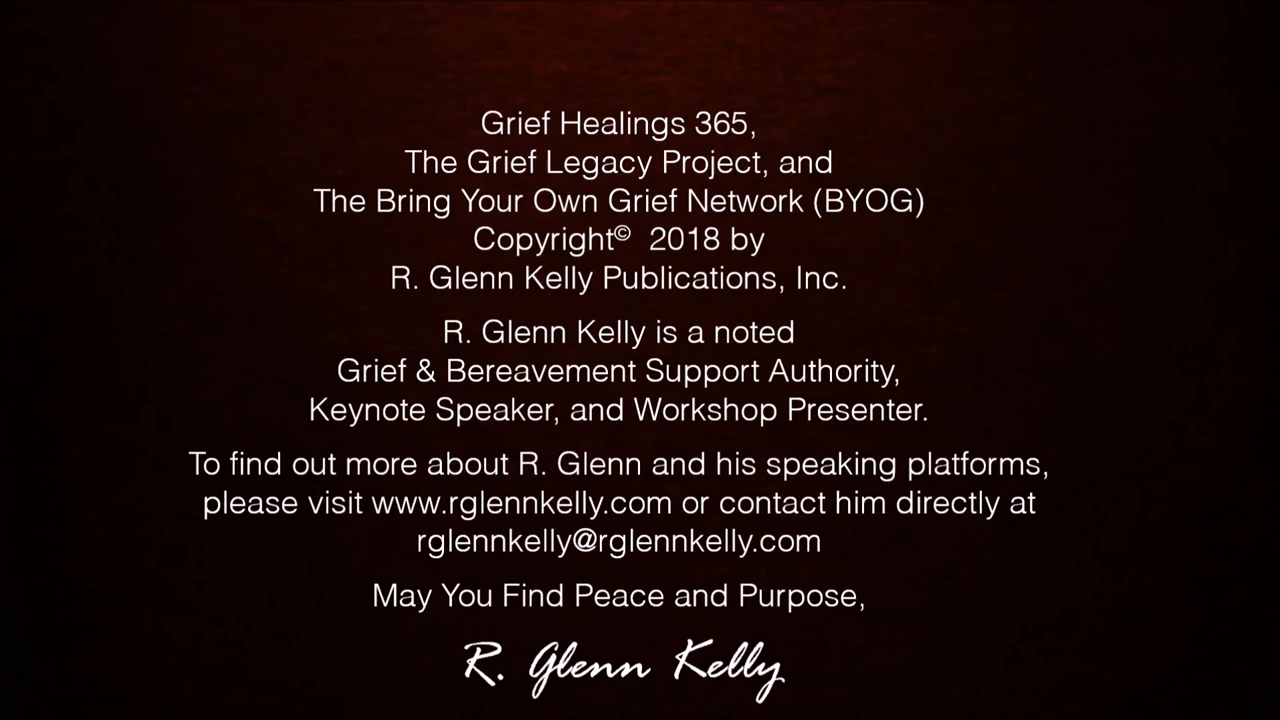 Grief Healings 365,
The Grief Legacy Project, and
The Bring Your Own Grief Network (BYOG)
Copyright© 2018 by
R. Glenn Kelly Publications, Inc.
R. Glenn Kelly is a noted
Grief & Bereavement Support Authority,
Keynote Speaker, and Workshop Presenter.
To find out more about R. Glenn and his speaking platforms,
please visit www.rglennkelly.com or contact him directly at
rglennkelly@rglennkelly.com
May You Find Peace and Purpose,
R. Glenn Kelly